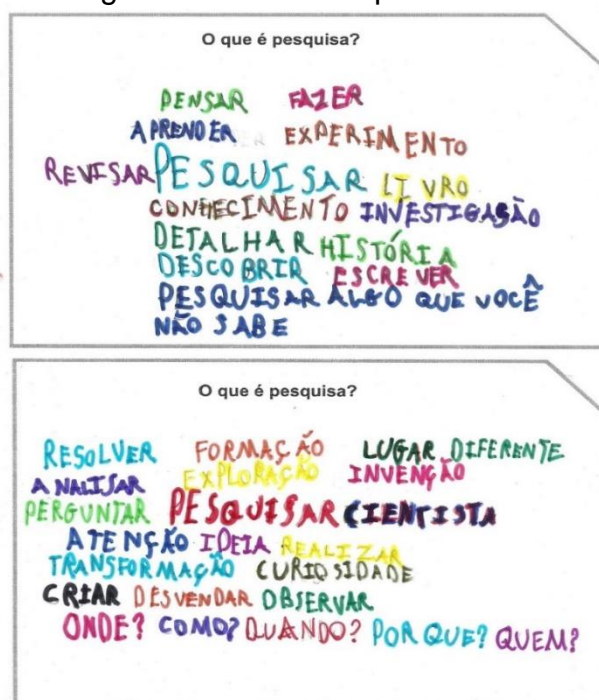 O que é pesquisa?
PENSAR FAZER
APRENDER EXPERIMENTO
REVISAR PESQUISAR LIVRO
CONHECIMENTO INVESTIGASÃO
DETALHAR HISTÓRIA
DESCOBRIR ESCREVER
PESQUISAR ALGO QUE VOCÊ
NÃO SABE
O que é pesquisa?
RESOLVER FORMAÇÃO LUGAR DIFERENTE
ANALISAR EXPLORAÇÃO INVENÇÃO
PERGUNTAR PESQUISAR CIENTISTA
ATENÇÃO IDEIA REALIZAR
TRANSFORMAÇÃO CURIOSIDADE
CRIAR DESVENDAR OBSERVAR
ONDE? COMO? QUANDO? POR QUE? QUEM?